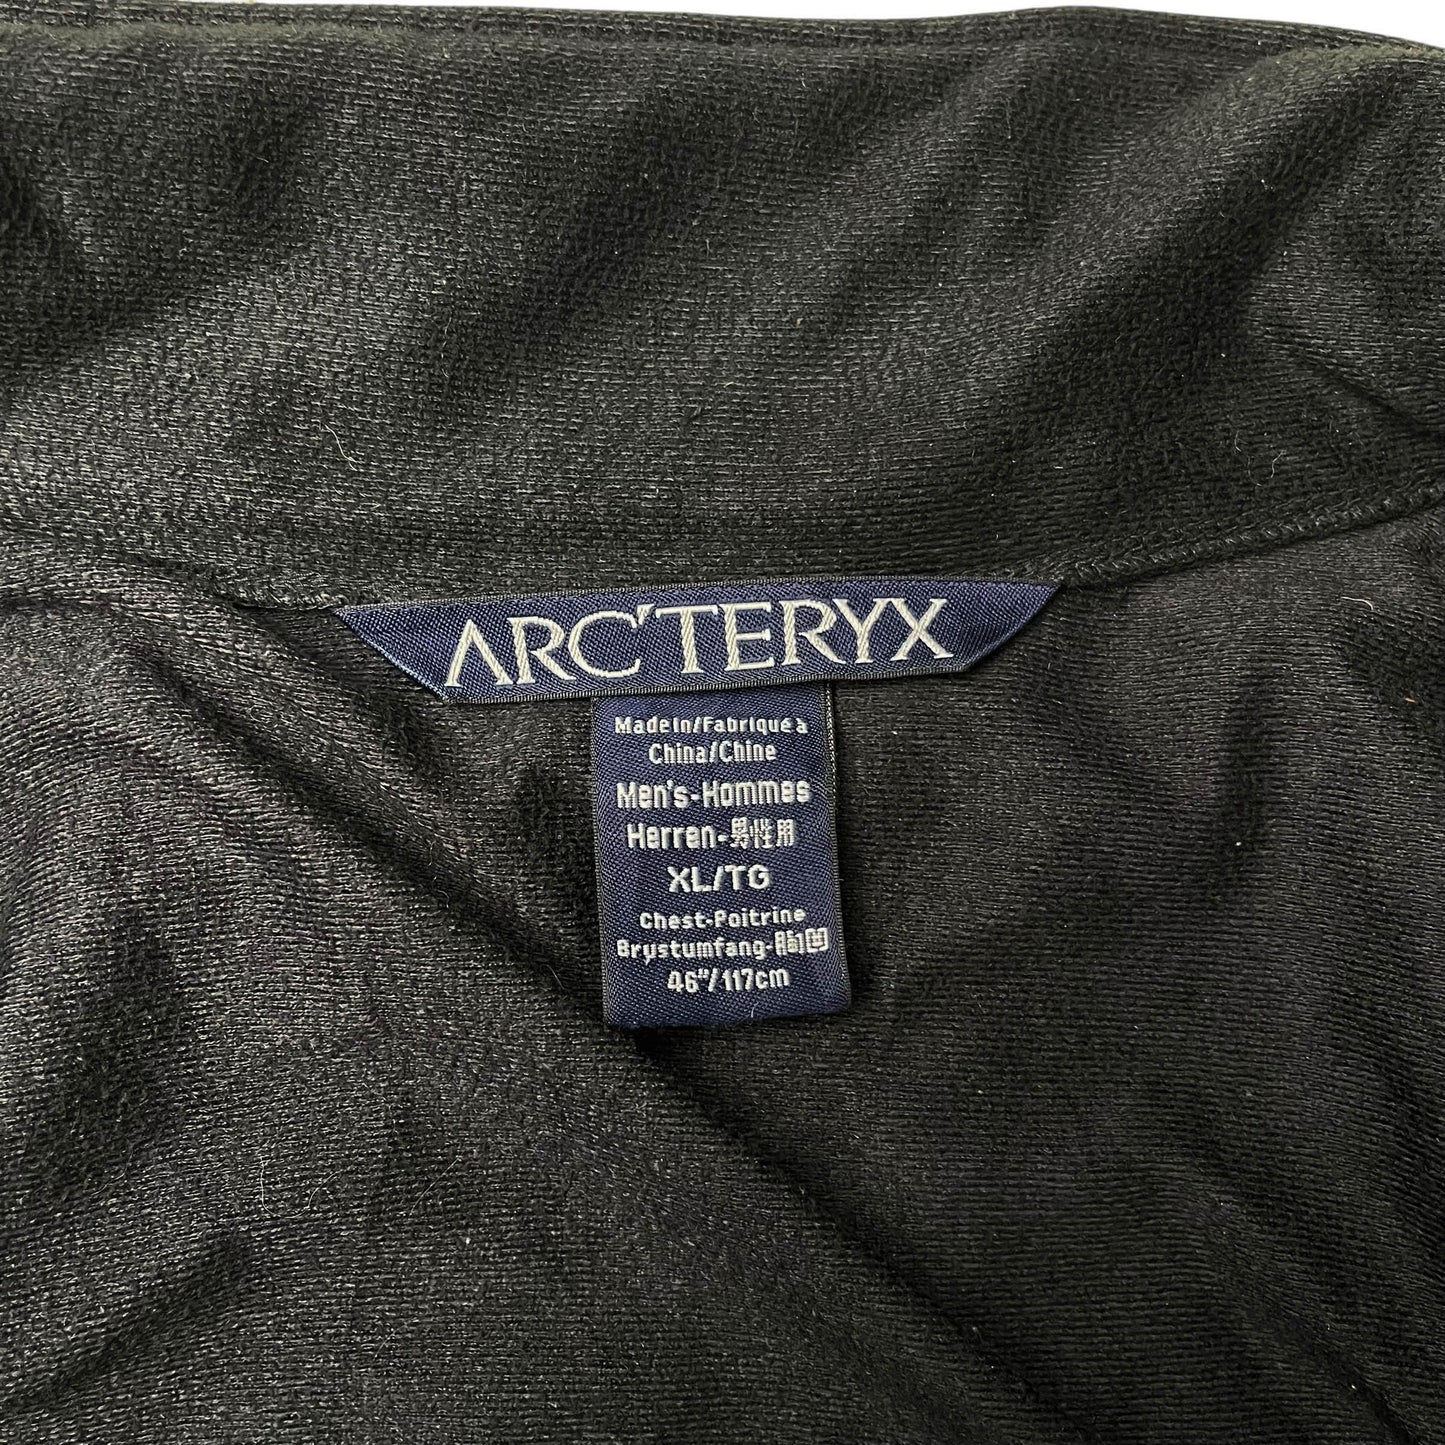 ARC'TERYX
Made in/Fabriqué à
China/Chine
Men's-Hommes
Herren-男性用
XL/TG
Chest-Poitrine
Brystumfang-胸囲
46"/117cm